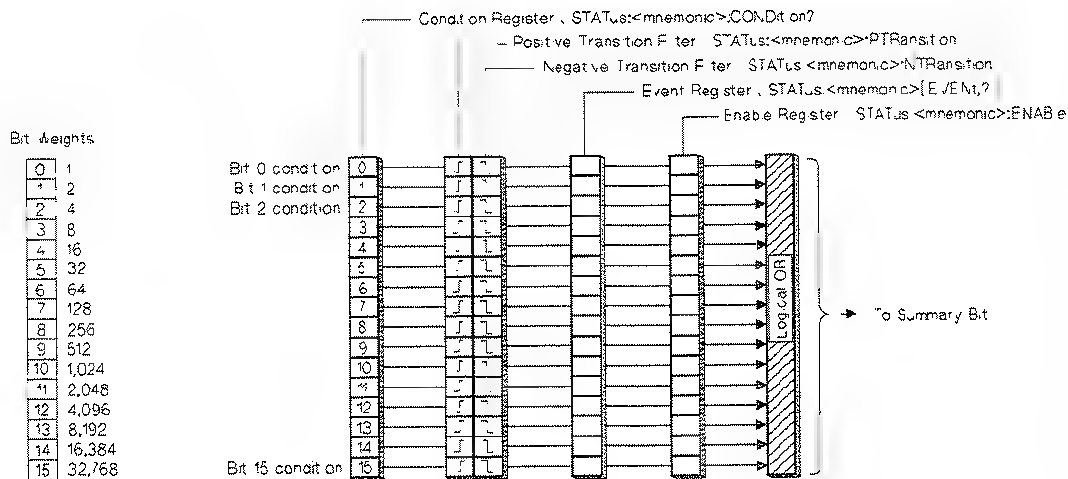 Condition Register, STATus:<mnemonic>:CONDition?
Positive Transition Filter STATus:<mnemonic>:PTRansition
Negative Transition Filter STATus:<mnemonic>:NTRansition
Event Register, STATus:<mnemonic>[:EVENt]?
Enable Register STATus:<mnemonic>:ENABle
Bit Weights
0 1
1 2
2 4
3 8
4 16
5 32
6 64
7 128
8 256
9 512
10 1,024
11 2,048
12 4,096
13 8,192
14 16,384
15 32,768
Bit 0 condition 0
Bit 1 condition 1
Bit 2 condition 2
3
4
5
6
7
8
9
10
11
12
13
14
Bit 15 condition 15
Logical OR
To Summary Bit